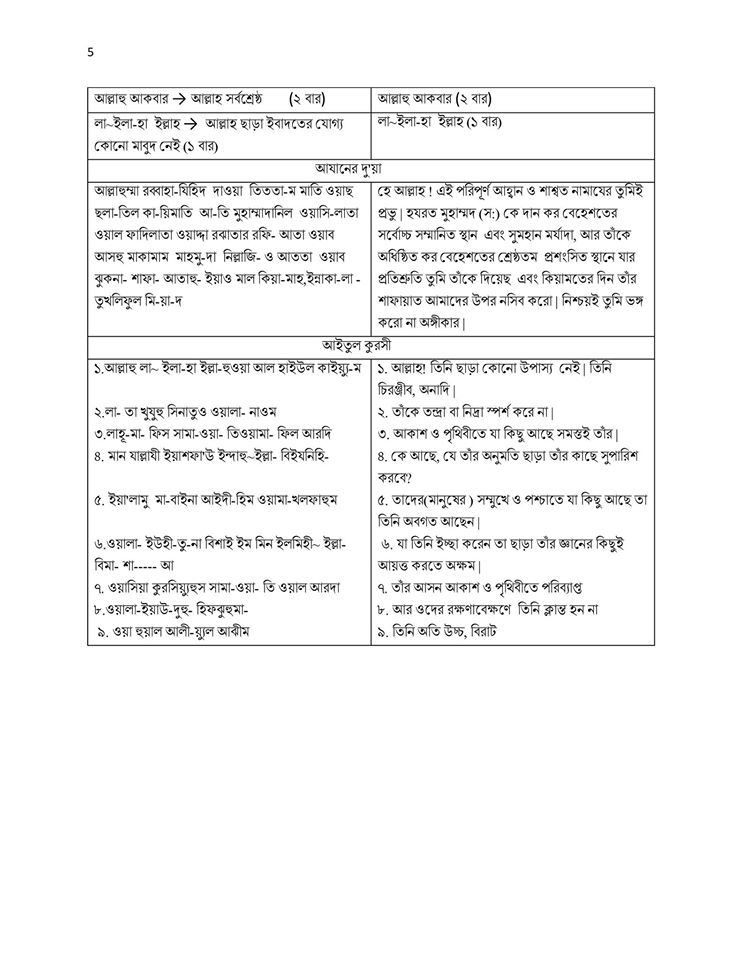 5
আল্লাহু আকবার → আল্লাহ সর্বশ্রেষ্ঠ (২ বার)
আল্লাহু আকবার (২ বার)
লা~ইলা-হা ইল্লাহ → আল্লাহ ছাড়া ইবাদতের যোগ্য
কোনো মাবুদ নেই (১ বার)
লা~ইলা-হা ইল্লাহ (১ বার)
আযানের দু'য়া
আল্লাহুম্মা রব্বাহা-যিহিদ দাওয়া তিততা-ম মাতি ওয়াছ
ছলা-তিল কা-য়িমাতি আ-তি মুহাম্মাদানিল ওয়াসি-লাতা
ওয়াল ফাদিলাতা ওয়াদ্দা রঝাতার রফি- আতা ওয়াব
আসহু মাকামাম মাহমু-দা নিল্লাজি- ও আততা ওয়াব
ঝুকনা- শাফা- আতাহু- ইয়াও মাল কিয়া-মাহ,ইন্নাকা-লা -
তুখলিফুল মি-য়া-দ
হে আল্লাহ ! এই পরিপূর্ণ আহ্বান ও শাশ্বত নামাযের তুমিই
প্রভু| হযরত মুহাম্মদ (স:) কে দান কর বেহেশতের
সর্বোচ্চ সম্মানিত স্থান এবং সুমহান মর্যাদা, আর তাঁকে
অধিষ্ঠিত কর বেহেশতের শ্রেষ্ঠতম প্রশংসিত স্থানে যার
প্রতিশ্রুতি তুমি তাঁকে দিয়েছ এবং কিয়ামতের দিন তাঁর
শাফায়াত আমাদের উপর নসিব করো| নিশ্চয়ই তুমি ভঙ্গ
করো না অঙ্গীকার|
আইতুল কুরসী
১.আল্লাহু লা~ ইলা-হা ইল্লা-হুওয়া আল হাইউল কাইয়্যু-ম
১. আল্লাহ! তিনি ছাড়া কোনো উপাস্য নেই| তিনি
চিরঞ্জীব, অনাদি|
২.লা- তা খুযুহু সিনাতুও ওয়ালা- নাওম
২. তাঁকে তন্দ্রা বা নিদ্রা স্পর্শ করে না|
৩.লাহূ-মা- ফিস সামা-ওয়া- তিওয়ামা- ফিল আরদি
৩. আকাশ ও পৃথিবীতে যা কিছু আছে সমস্তই তাঁর|
৪. মান যাল্লাযী ইয়াশফা'উ ইন্দাহু~ইল্লা- বিইযনিহি-
৪. কে আছে, যে তাঁর অনুমতি ছাড়া তাঁর কাছে সুপারিশ
করবে?
৫. ইয়া'লামু মা-বাইনা আইদী-হিম ওয়ামা-খলফাহুম
৫. তাদের(মানুষের ) সম্মুখে ও পশ্চাতে যা কিছু আছে তা
তিনি অবগত আছেন|
৬.ওয়ালা- ইউহী-তু-না বিশাই ইম মিন ইলমিহী~ ইল্লা-
বিমা- শা----- আ
৬. যা তিনি ইচ্ছা করেন তা ছাড়া তাঁর জ্ঞানের কিছুই
আয়ত্ত করতে অক্ষম|
৭. ওয়াসিয়া কুরসিয়্যুহুস সামা-ওয়া- তি ওয়াল আরদা
৭. তাঁর আসন আকাশ ও পৃথিবীতে পরিব্যাপ্ত
৮.ওয়ালা-ইয়াউ-দুহু- হিফঝুহুমা-
৮. আর ওদের রক্ষণাবেক্ষণে তিনি ক্লান্ত হন না
৯. ওয়া হুয়াল আলী-য়্যুল আঝীম
৯. তিনি অতি উচ্চ, বিরাট